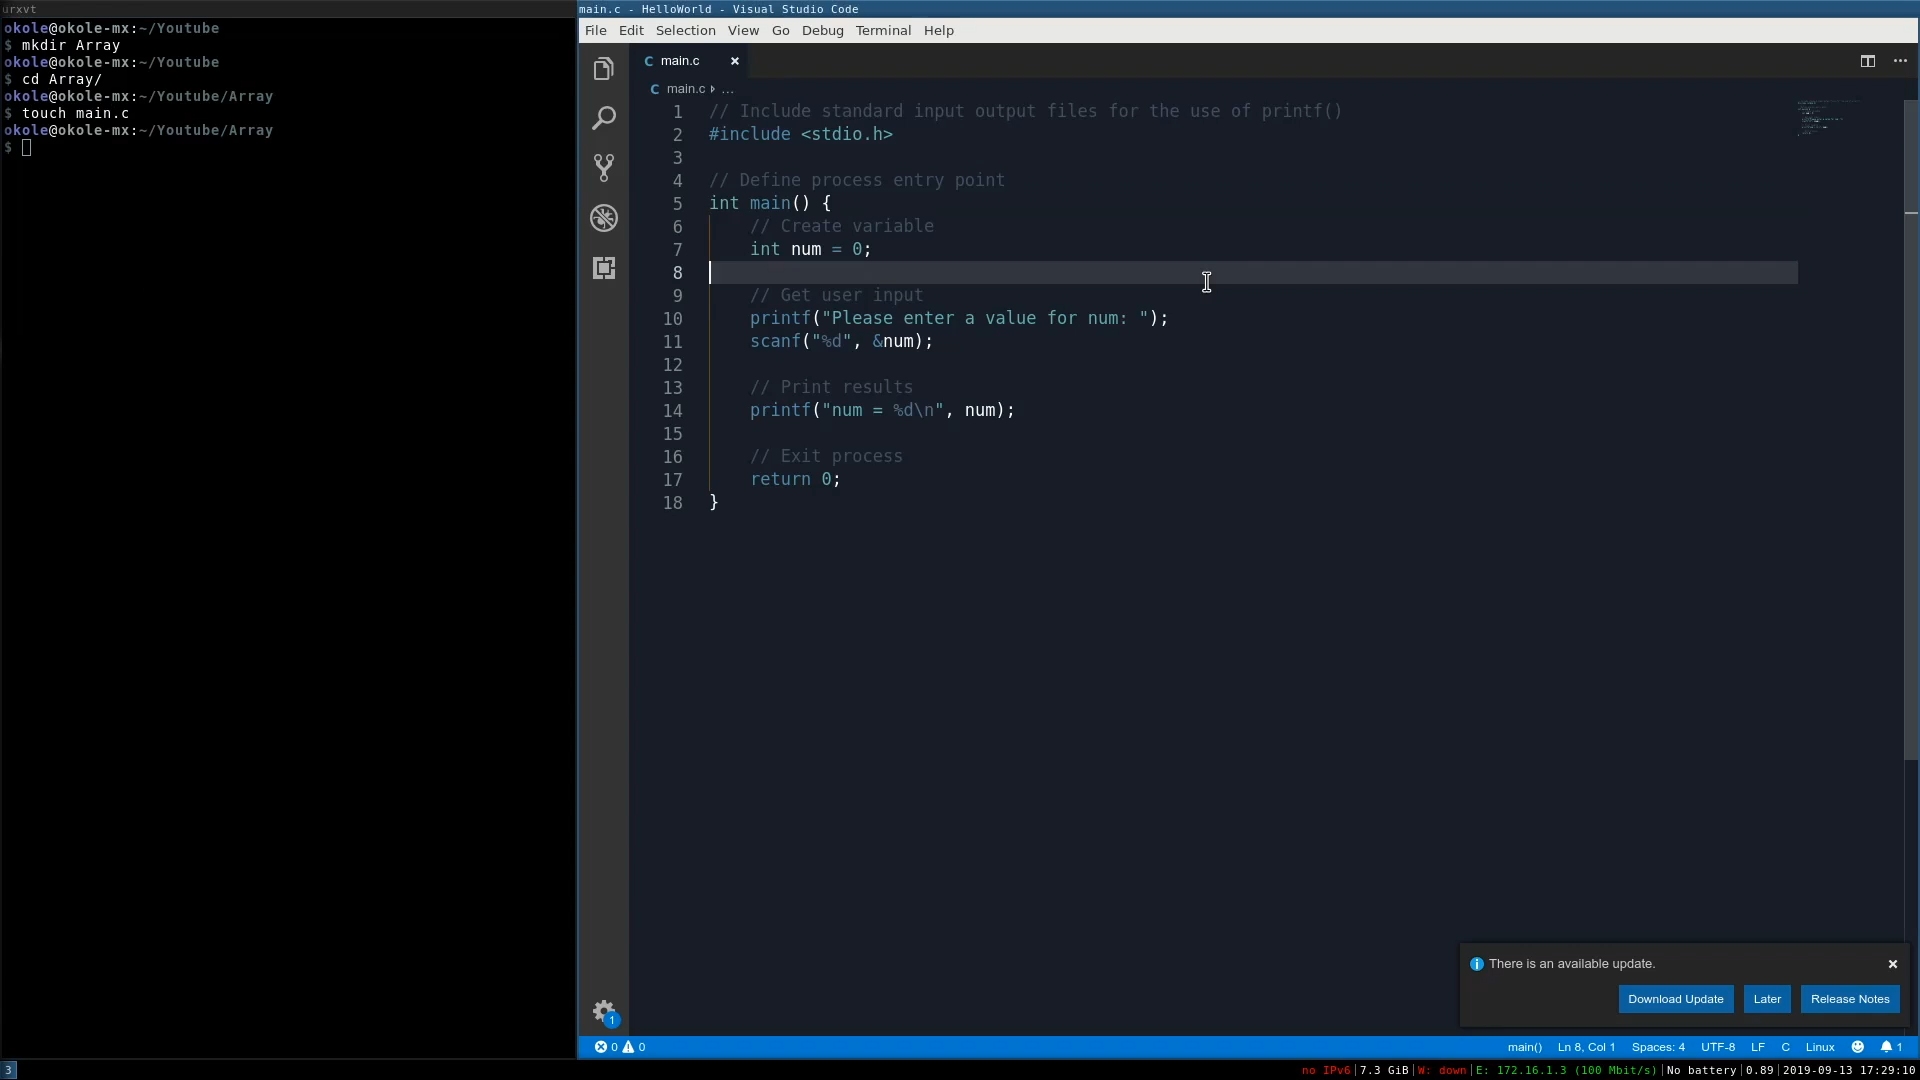 urxvt
okole@okole-mx:~/Youtube
$ mkdir Array
okole@okole-mx:~/Youtube
$ cd Array/
okole@okole-mx:~/Youtube/Array
$ touch main.c
okole@okole-mx:~/Youtube/Array
$
main.c - HelloWorld - Visual Studio Code
File Edit Selection View Go Debug Terminal Help
C main.c ×
C main.c ▸ ...
1 // Include standard input output files for the use of printf()
2 #include <stdio.h>
3
4 // Define process entry point
5 int main() {
6     // Create variable
7     int num = 0;
8
9     // Get user input
10     printf("Please enter a value for num: ");
11     scanf("%d", &num);
12
13     // Print results
14     printf("num = %d\n", num);
15
16     // Exit process
17     return 0;
18 }
There is an available update. ×
Download Update Later Release Notes
1
0 0 main() Ln 8, Col 1 Spaces: 4 UTF-8 LF C Linux 1
3 no IPv6|7.3 GiB|W: down|E: 172.16.1.3 (100 Mbit/s)|No battery|0.89|2019-09-13 17:29:10